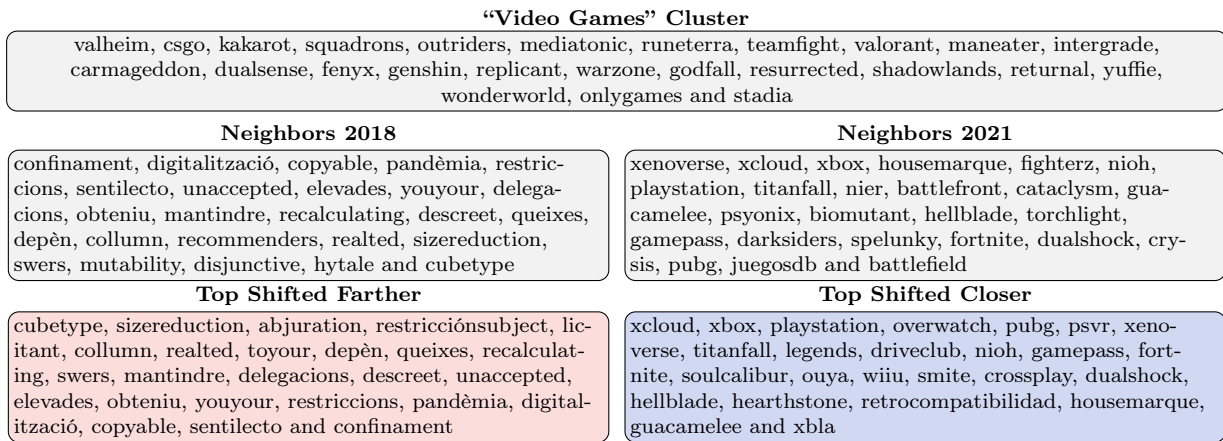 “Video Games” Cluster
valheim, csgo, kakarot, squadrons, outriders, mediatonic, runeterra, teamfight, valorant, maneater, intergrade,
carmageddon, dualsense, fenyx, genshin, replicant, warzone, godfall, resurrected, shadowlands, returnal, yuffie,
wonderworld, onlygames and stadia
Neighbors 2018
confinament, digitalització, copyable, pandèmia, restric-
cions, sentilecto, unaccepted, elevades, youyour, delega-
cions, obteniu, mantindre, recalculating, descreet, queixes,
depèn, collumn, recommenders, realted, sizereduction,
swers, mutability, disjunctive, hytale and cubetype
Neighbors 2021
xenoverse, xcloud, xbox, housemarque, fighterz, nioh,
playstation, titanfall, nier, battlefront, cataclysm, gua-
camelee, psyonix, biomutant, hellblade, torchlight,
gamepass, darksiders, spelunky, fortnite, dualshock, cry-
sis, pubg, juegosdb and battlefield
Top Shifted Farther
cubetype, sizereduction, abjuration, restricciónsubject, lic-
itant, collumn, realted, toyour, depèn, queixes, recalculat-
ing, swers, mantindre, delegacions, descreet, unaccepted,
elevades, obteniu, youyour, restriccions, pandèmia, digital-
ització, copyable, sentilecto and confinament
Top Shifted Closer
xcloud, xbox, playstation, overwatch, pubg, psvr, xeno-
verse, titanfall, legends, driveclub, nioh, gamepass, fort-
nite, soulcalibur, ouya, wiiu, smite, crossplay, dualshock,
hellblade, hearthstone, retrocompatibilidad, housemarque,
guacamelee and xbla